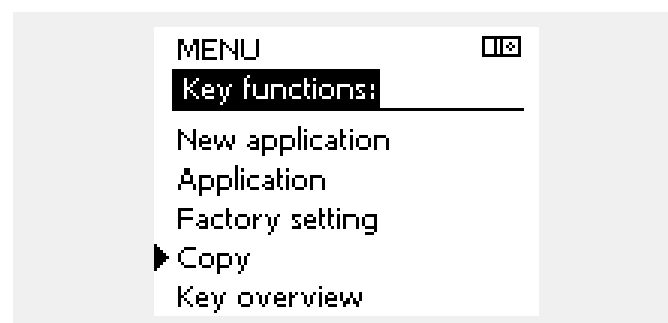 MENU
Key functions:
New application
Application
Factory setting
Copy
Key overview